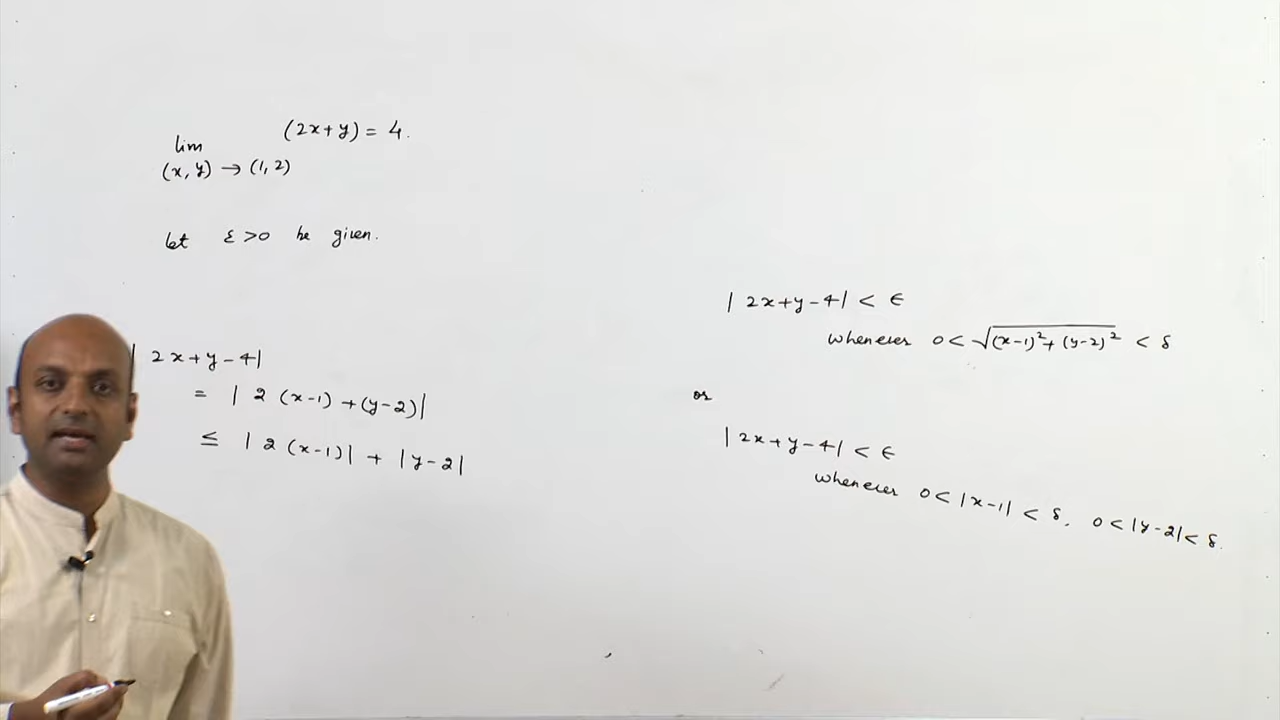 lim (2x+y) = 4.
(x, y) → (1, 2)
let ε >0 be given.
| 2x+y-4|
= | 2 (x-1) +(y-2)|
≤ | 2 (x-1)| + |y-2|
| 2x+y-4| < ϵ
whenever 0< √(x-1)²+ (y-2)² < δ
or
| 2x+y-4| < ϵ
whenever 0< |x-1| < δ, 0< |y-2| < δ.